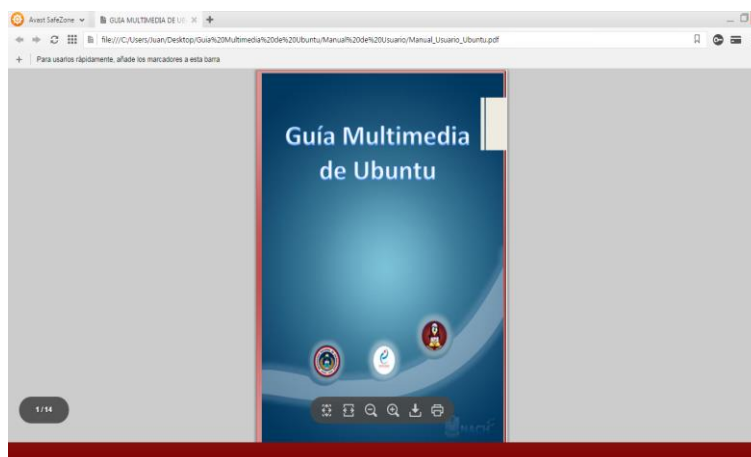 Avast SafeZone
GUIA MULTIMEDIA DE U
file:///C:/Users/Juan/Desktop/Guia%20Multimedia%20de%20Ubuntu/Manual%20de%20Usuario/Manual_Usuario_Ubuntu.pdf
Para usarlos rápidamente, añade los marcadores a esta barra
Guía Multimedia
de Ubuntu
1/14